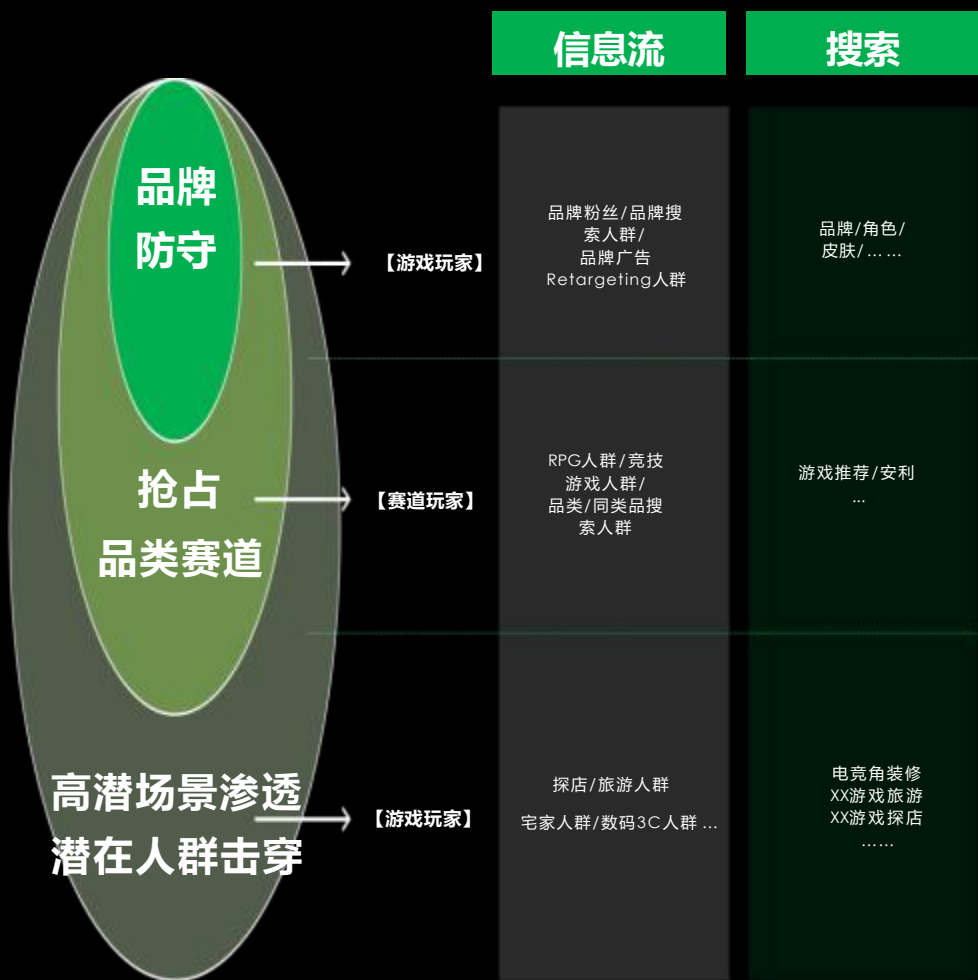 信息流
搜索
品牌
防守
【游戏玩家】
品牌粉丝/品牌搜
索人群/
品牌广告
Retargeting人群
品牌/角色/
皮肤/... ...
抢占
品类赛道
【赛道玩家】
RPG人群/竞技
游戏人群/
品类/同类品搜
索人群
游戏推荐/安利
...
高潜场景渗透
潜在人群击穿
【游戏玩家】
探店/旅游人群
宅家人群/数码3C人群 ...
电竞角装修
XX游戏旅游
XX游戏探店
……